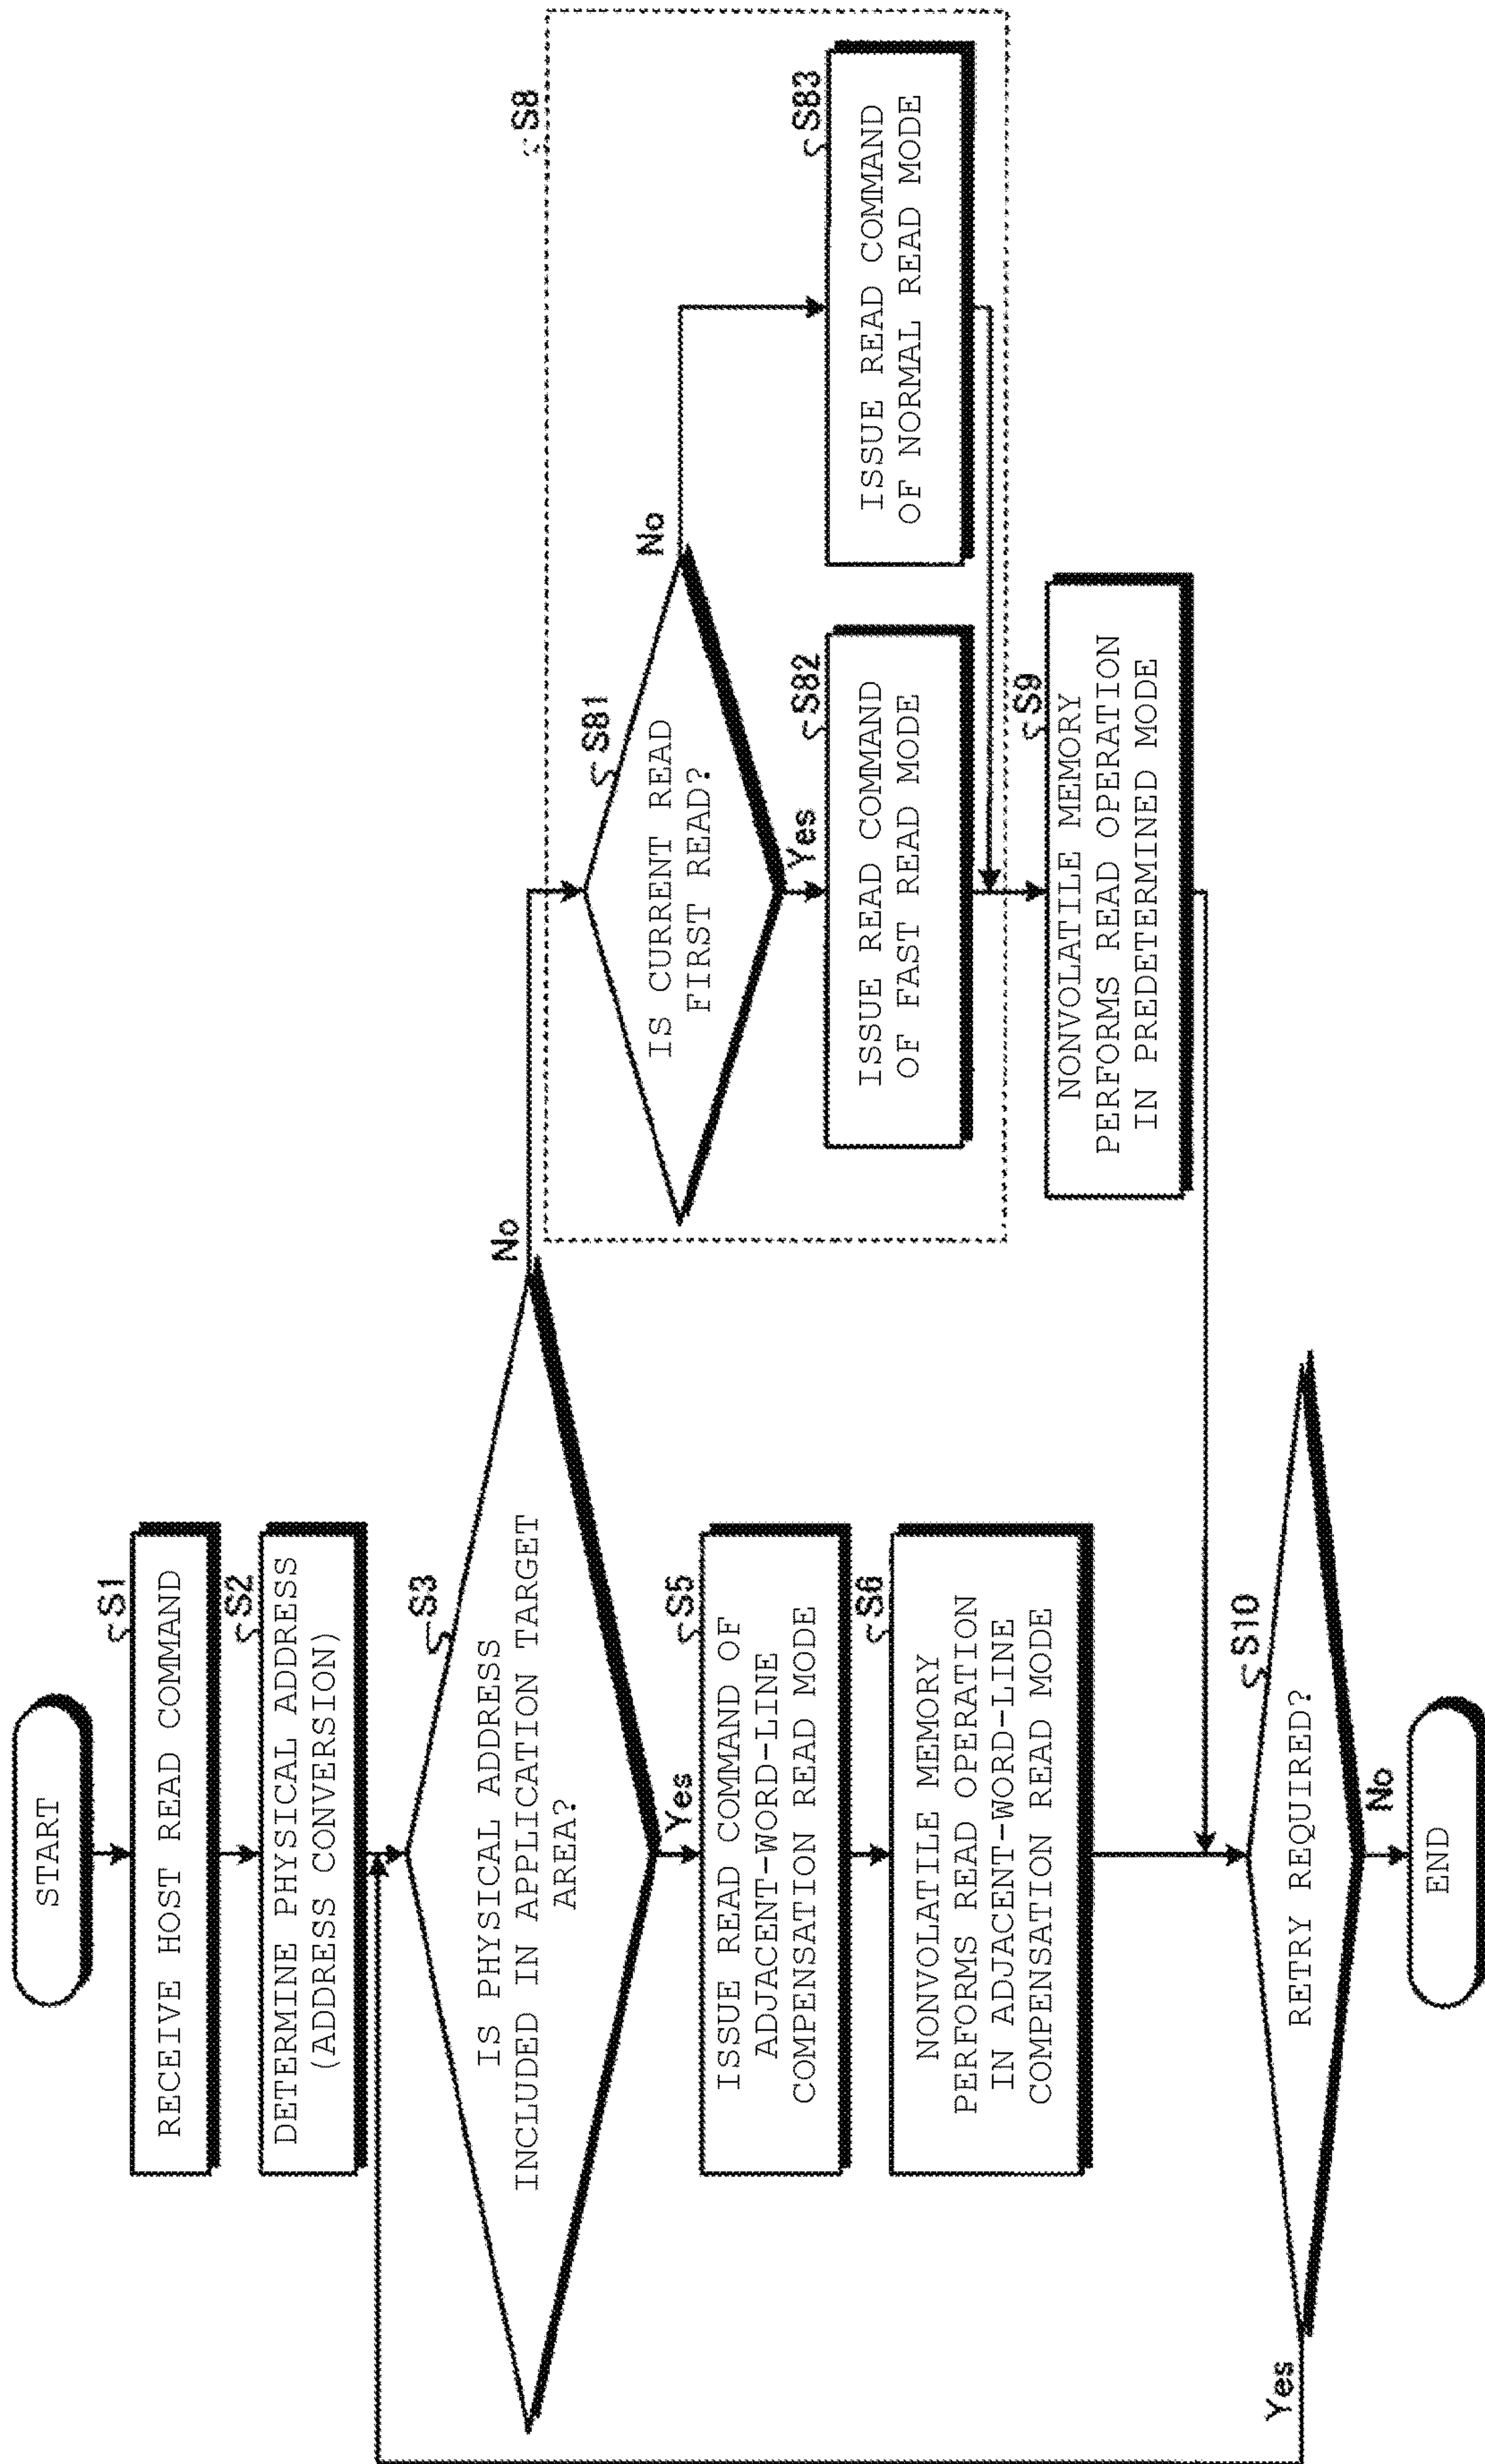 START
S1
RECEIVE HOST READ COMMAND
S2
DETERMINE PHYSICAL ADDRESS
(ADDRESS CONVERSION)
S3
IS PHYSICAL ADDRESS
INCLUDED IN APPLICATION TARGET
AREA?
No
Yes
S5
ISSUE READ COMMAND OF
ADJACENT-WORD-LINE
COMPENSATION READ MODE
S6
NONVOLATILE MEMORY
PERFORMS READ OPERATION
IN ADJACENT-WORD-LINE
COMPENSATION READ MODE
S8
S81
IS CURRENT READ
FIRST READ?
No
Yes
S82
ISSUE READ COMMAND
OF FAST READ MODE
S83
ISSUE READ COMMAND
OF NORMAL READ MODE
S9
NONVOLATILE MEMORY
PERFORMS READ OPERATION
IN PREDETERMINED MODE
S10
RETRY REQUIRED?
Yes
No
END